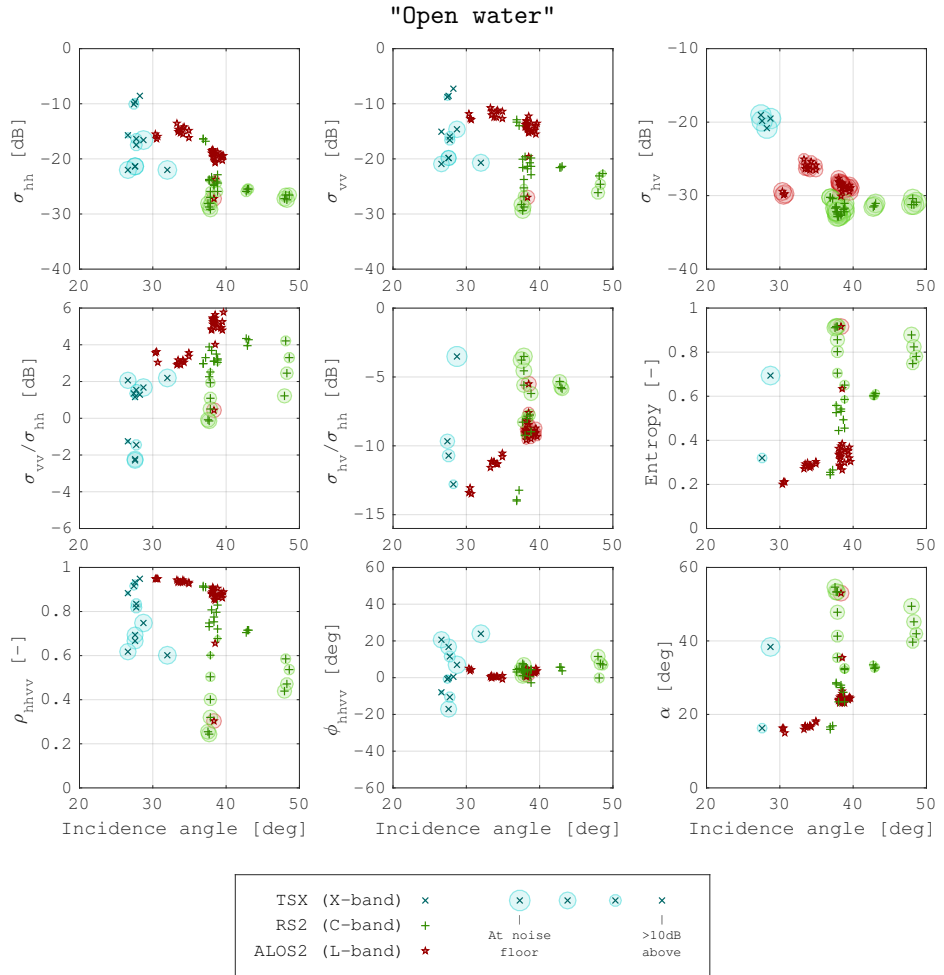 "Open water"
0
−10
−20
−30
−40
20 30 40 50
σhh [dB]
0
−10
−20
−30
−40
20 30 40 50
σvv [dB]
0
−20
−30
−40
20 30 40 50
σhv [dB]
6
4
2
0
−2
−4
−6
20 30 40 50
σvv/σhh [dB]
0
−5
−10
−15
20 30 40 50
σhv/σhh [dB]
1
0.8
0.6
0.4
0.2
0
20 30 40 50
Entropy [−]
1
0.8
0.6
0.4
0.2
0
20 30 40 50
ρhhvv [−]
Incidence angle [deg]
60
40
20
0
−20
−40
−60
20 30 40 50
ϕhhvv [deg]
Incidence angle [deg]
60
40
20
0
20 30 40 50
α [deg]
Incidence angle [deg]
TSX (X−band)
RS2 (C−band)
ALOS2 (L−band)
At noise floor
>10dB above